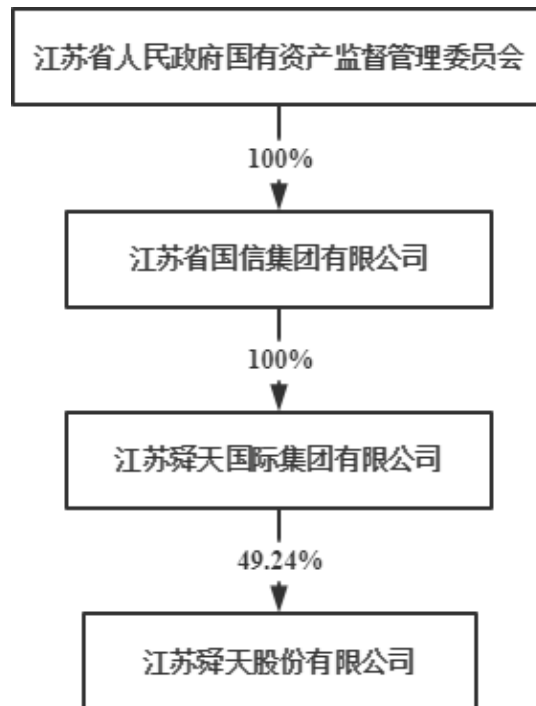 江苏省人民政府国有资产监督管理委员会
100%
江苏省国信集团有限公司
100%
江苏舜天国际集团有限公司
49.24%
江苏舜天股份有限公司